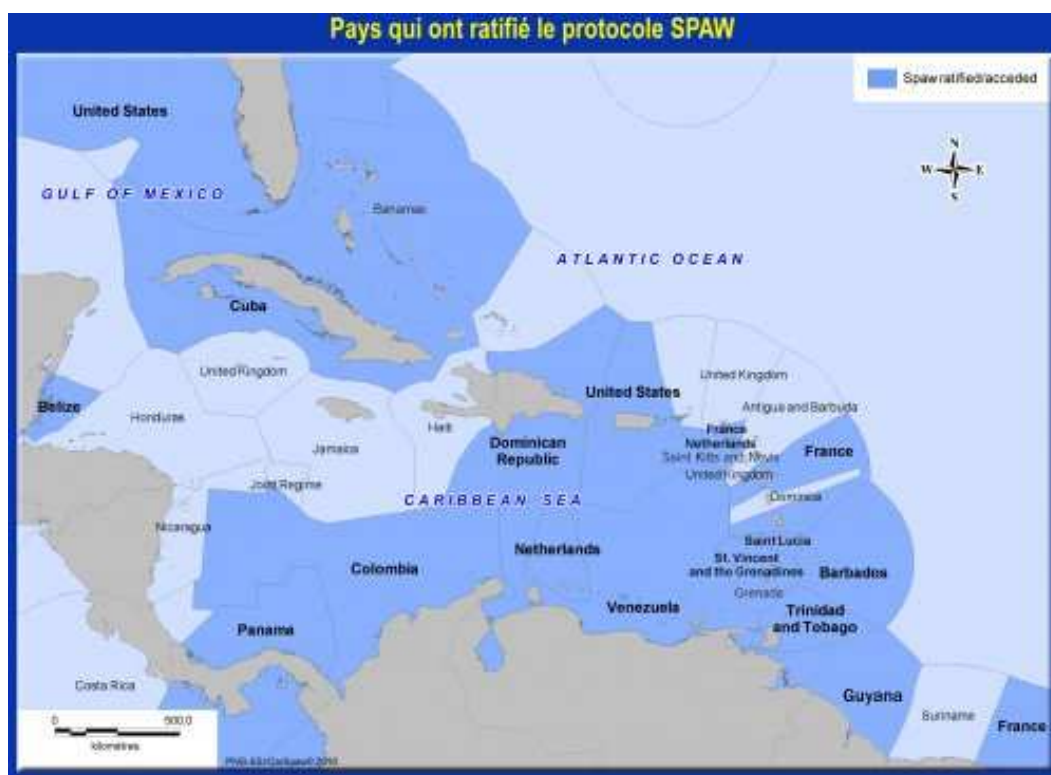 Pays qui ont ratifié le protocole SPAW
Spaw ratified/acceded
United States
N
W
E
S
GULF OF MEXICO
Bahamas
ATLANTIC OCEAN
Cuba
United Kingdom
United Kingdom
United States
Belize
Honduras
Antigua and Barbuda
Haiti
France
Jamaica
Dominican
Republic
Netherlands
France
Saint Kitts and Nevis
United Kingdom
Joint Regime
CARIBBEAN SEA
Dominica
Nicaragua
Saint Lucia
Netherlands
St. Vincent
and the Grenadines
Colombia
Barbados
Grenada
Venezuela
Trinidad
and Tobago
Panama
Costa Rica
Guyana
Suriname
France
0
500,0
kilomètres